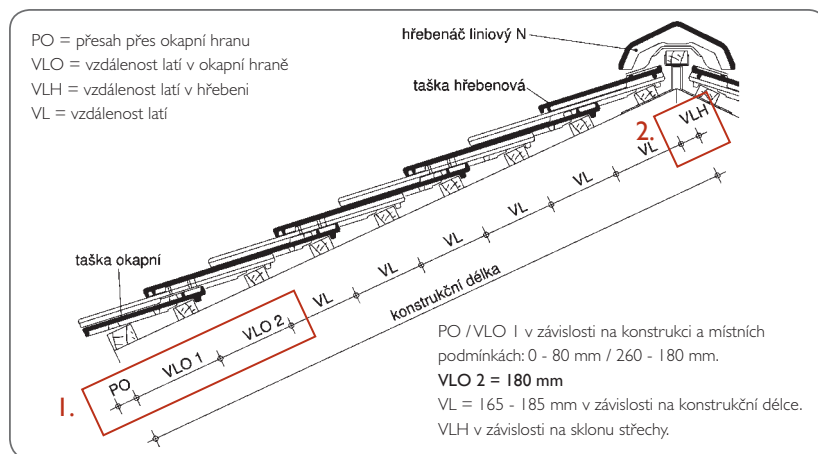 PO = přesah přes okapní hranu
VLO = vzdálenost latí v okapní hraně
VLH = vzdálenost latí v hřebeni
VL = vzdálenost latí
hřebenáč liniový N
taška hřebenová
2.
VLH
VL
VL
VL
VL
VL
VL
VL
taška okapní
konstrukční délka
VLO 2
VLO 1
PO
1.
PO / VLO 1 v závislosti na konstrukci a místních
podmínkách: 0 - 80 mm / 260 - 180 mm.
VLO 2 = 180 mm
VL = 165 - 185 mm v závislosti na konstrukční délce.
VLH v závislosti na sklonu střechy.